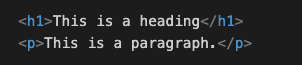 <h1>This is a heading</h1>
<p>This is a paragraph.</p>